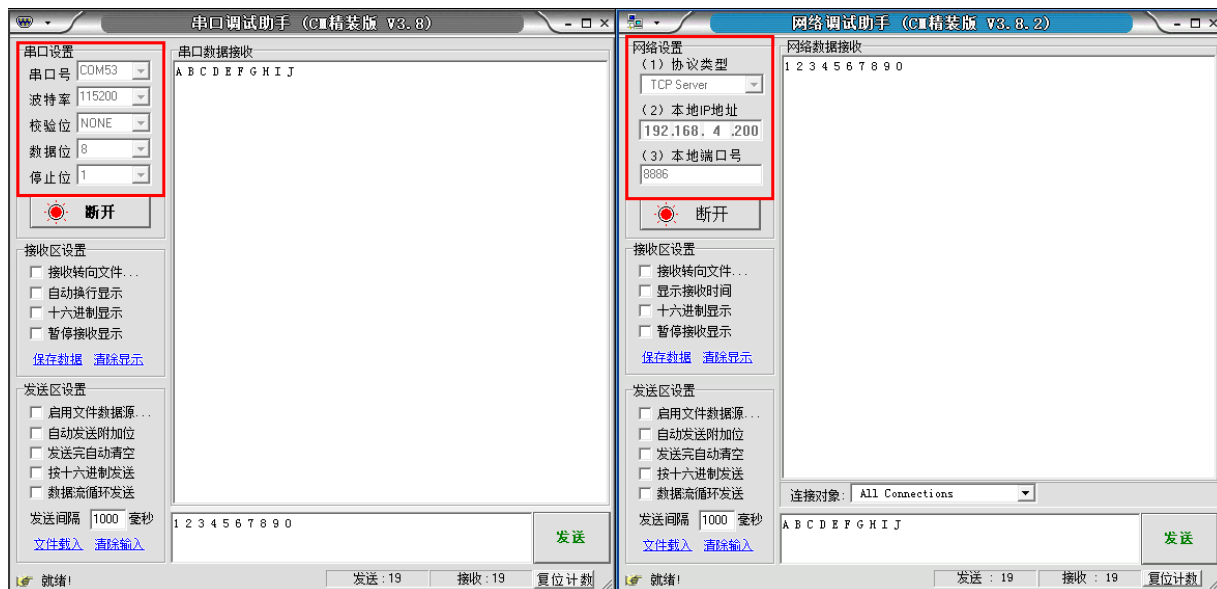 串口调试助手 (CM精装版 V3.8)
串口设置
串口号 COM53
波特率 115200
校验位 NONE
数据位 8
停止位 1
断开
接收区设置
接收转向文件...
自动换行显示
十六进制显示
暂停接收显示
保存数据 清除显示
发送区设置
启用文件数据源...
自动发送附加位
发送完自动清空
按十六进制发送
数据流循环发送
发送间隔 1000 毫秒
文件载入 清除输入
串口数据接收
A B C D E F G H I J
1 2 3 4 5 6 7 8 9 0
发送
就绪!
发送:19
接收:19
复位计数
网络调试助手 (CM精装版 V3.8.2)
网络设置
(1) 协议类型
TCP Server
(2) 本地IP地址
192.168. 4 .200
(3) 本地端口号
8886
断开
接收区设置
接收转向文件...
显示接收时间
十六进制显示
暂停接收显示
保存数据 清除显示
发送区设置
启用文件数据源...
自动发送附加位
发送完自动清空
按十六进制发送
数据流循环发送
发送间隔 1000 毫秒
文件载入 清除输入
网络数据接收
1 2 3 4 5 6 7 8 9 0
连接对象: All Connections
A B C D E F G H I J
发送
就绪!
发送 : 19
接收 : 19
复位计数